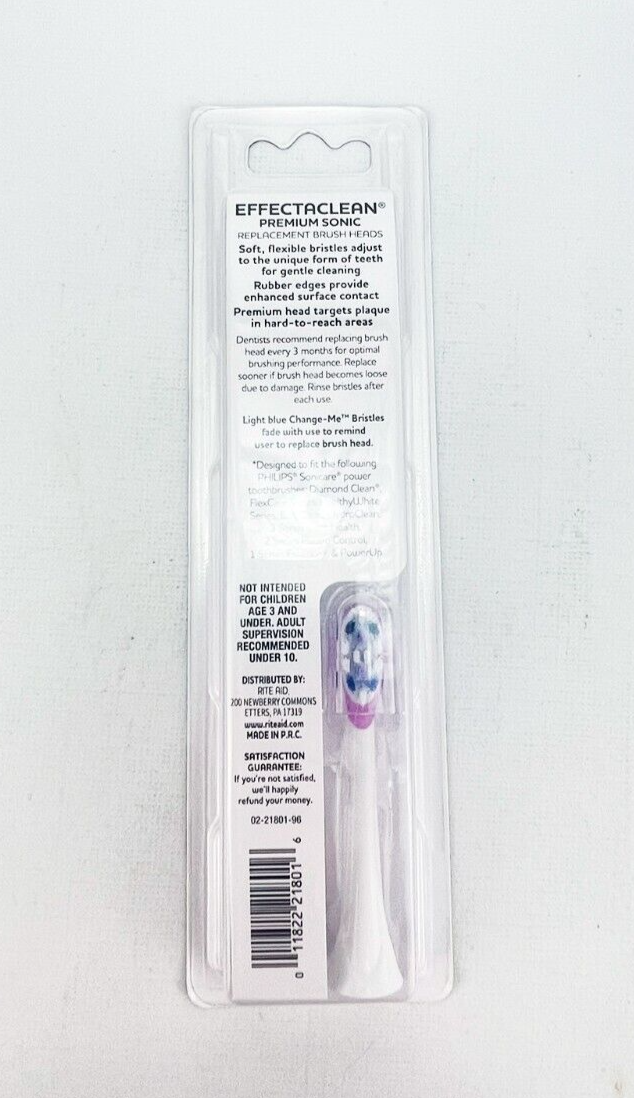 EFFECTACLEAN®
PREMIUM SONIC
REPLACEMENT BRUSH HEADS
Soft, flexible bristles adjust
to the unique form of teeth
for gentle cleaning
Rubber edges provide
enhanced surface contact
Premium head targets plaque
in hard-to-reach areas
Dentists recommend replacing brush
head every 3 months for optimal
brushing performance. Replace
sooner if brush head becomes loose
due to damage. Rinse bristles after
each use.
Light blue Change-Me™ Bristles
fade with use to remind
user to replace brush head.
*Designed to fit the following
PHILIPS® Sonicare® power
toothbrushes: Diamond Clean®,
Control,
& PowerUp
NOT INTENDED
FOR CHILDREN
AGE 3 AND
UNDER. ADULT
SUPERVISION
RECOMMENDED
UNDER 10.
DISTRIBUTED BY:
RITE AID,
200 NEWBERRY COMMONS
ETTERS, PA 17319
www.riteaid.com
MADE IN P.R.C.
SATISFACTION
GUARANTEE:
If you're not satisfied,
we'll happily
refund your money.
02-21801-96
0 11822 21801 6